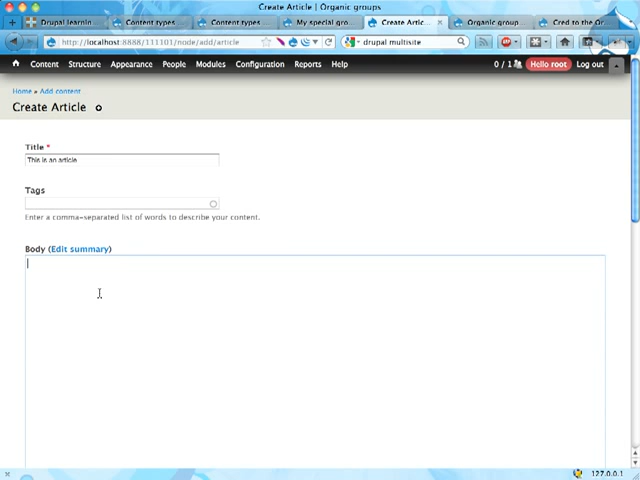 Create Article | Organic groups
Drupal learnin Content types Content types My special gro... Create Artic... Organic group Cred to the Or...
http://localhost:8888/111101/node/add/article drupal multisite
Content Structure Appearance People Modules Configuration Reports Help 0 / 1 Hello root Log out
Home » Add content
Create Article
Title *
This is an article
Tags
Enter a comma-separated list of words to describe your content.
Body (Edit summary)
127.0.0.1